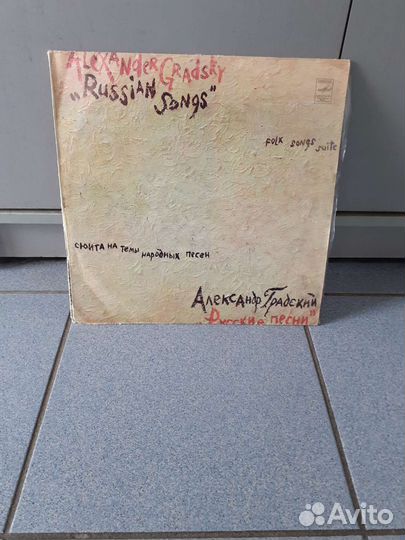 Alexander Gradsky
„Russian
Songs"
Folk songs suite
сюита на темы народных песен
Александр Градский
„Русские песни"
Avito